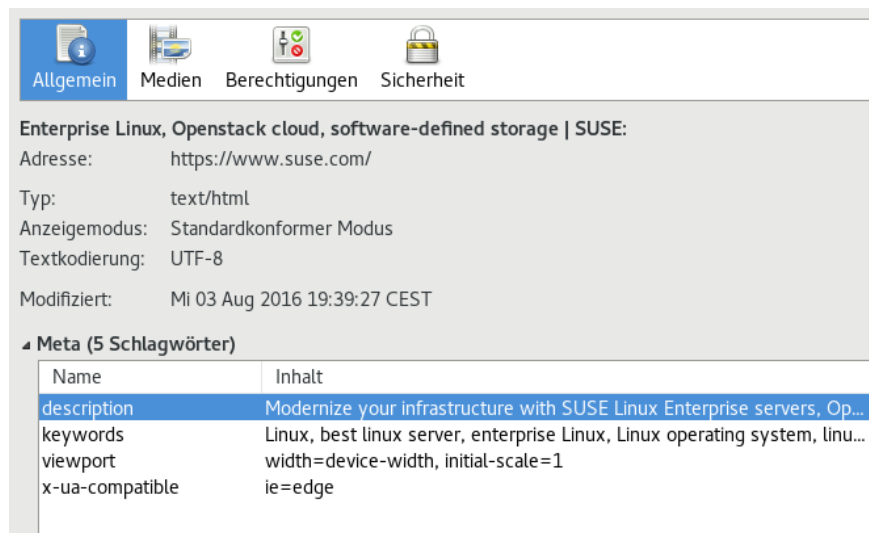 Allgemein Medien Berechtigungen Sicherheit
Enterprise Linux, Openstack cloud, software-defined storage | SUSE:
Adresse: https://www.suse.com/
Typ: text/html
Anzeigemodus: Standardkonformer Modus
Textkodierung: UTF-8
Modifiziert: Mi 03 Aug 2016 19:39:27 CEST
Meta (5 Schlagwörter)
Name Inhalt
description Modernize your infrastructure with SUSE Linux Enterprise servers, Op...
keywords Linux, best linux server, enterprise Linux, Linux operating system, linu...
viewport width=device-width, initial-scale=1
x-ua-compatible ie=edge